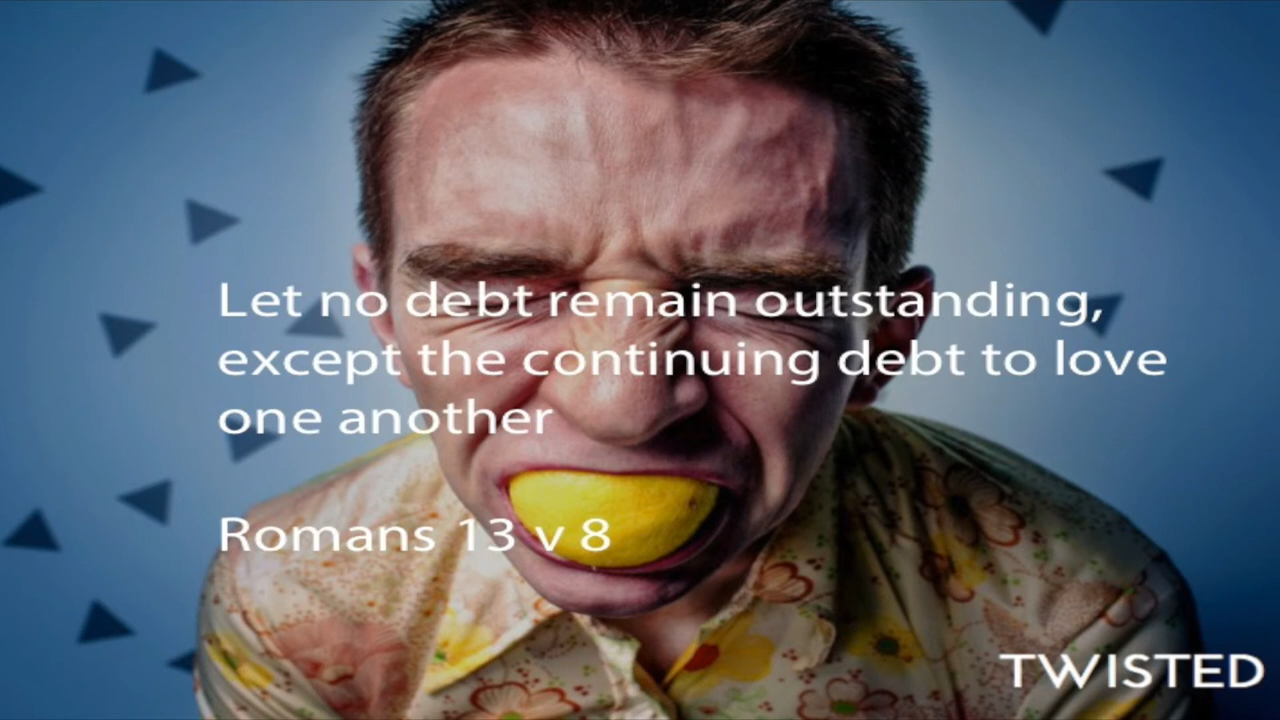 Let no debt remain outstanding,
except the continuing debt to love
one another
Romans 13 v 8
TWISTED